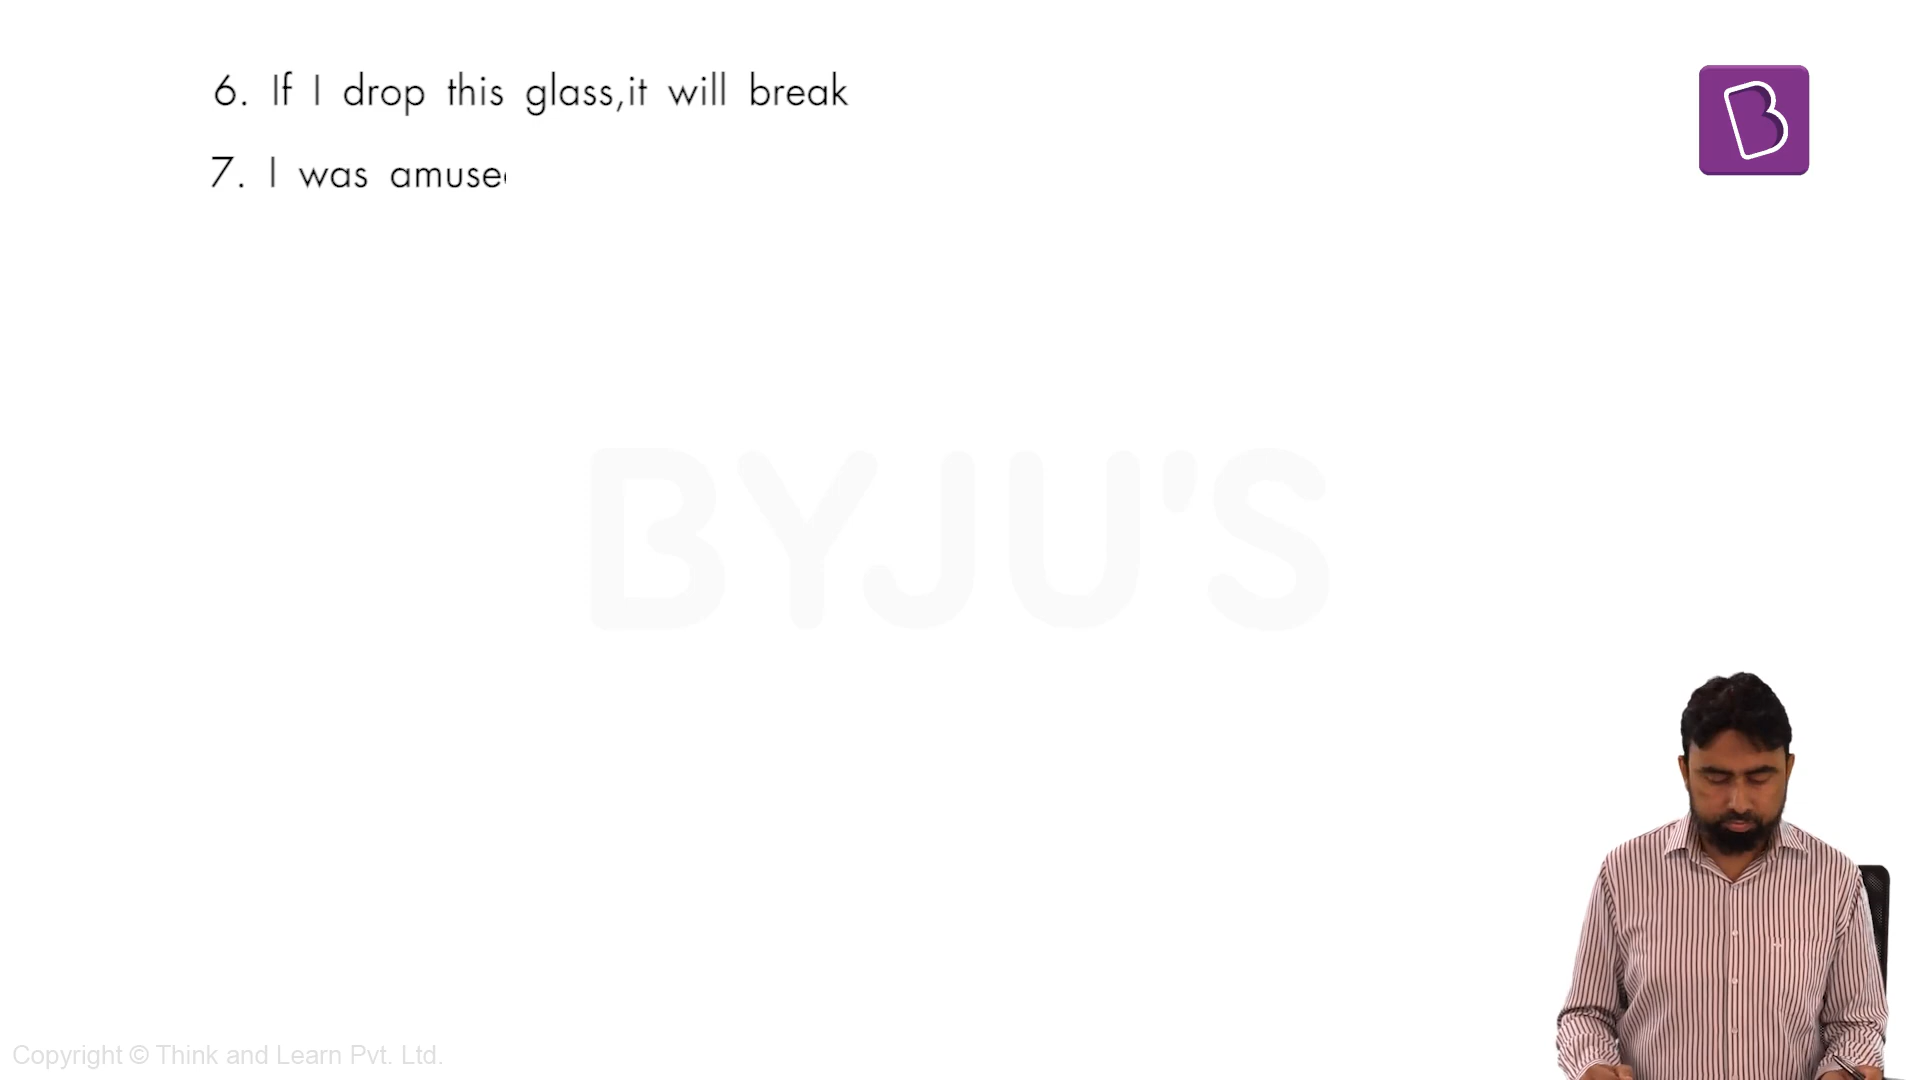 6. If I drop this glass,it will break
7. I was
BYJU'S
Copyright © Think and Learn Pvt. Ltd.